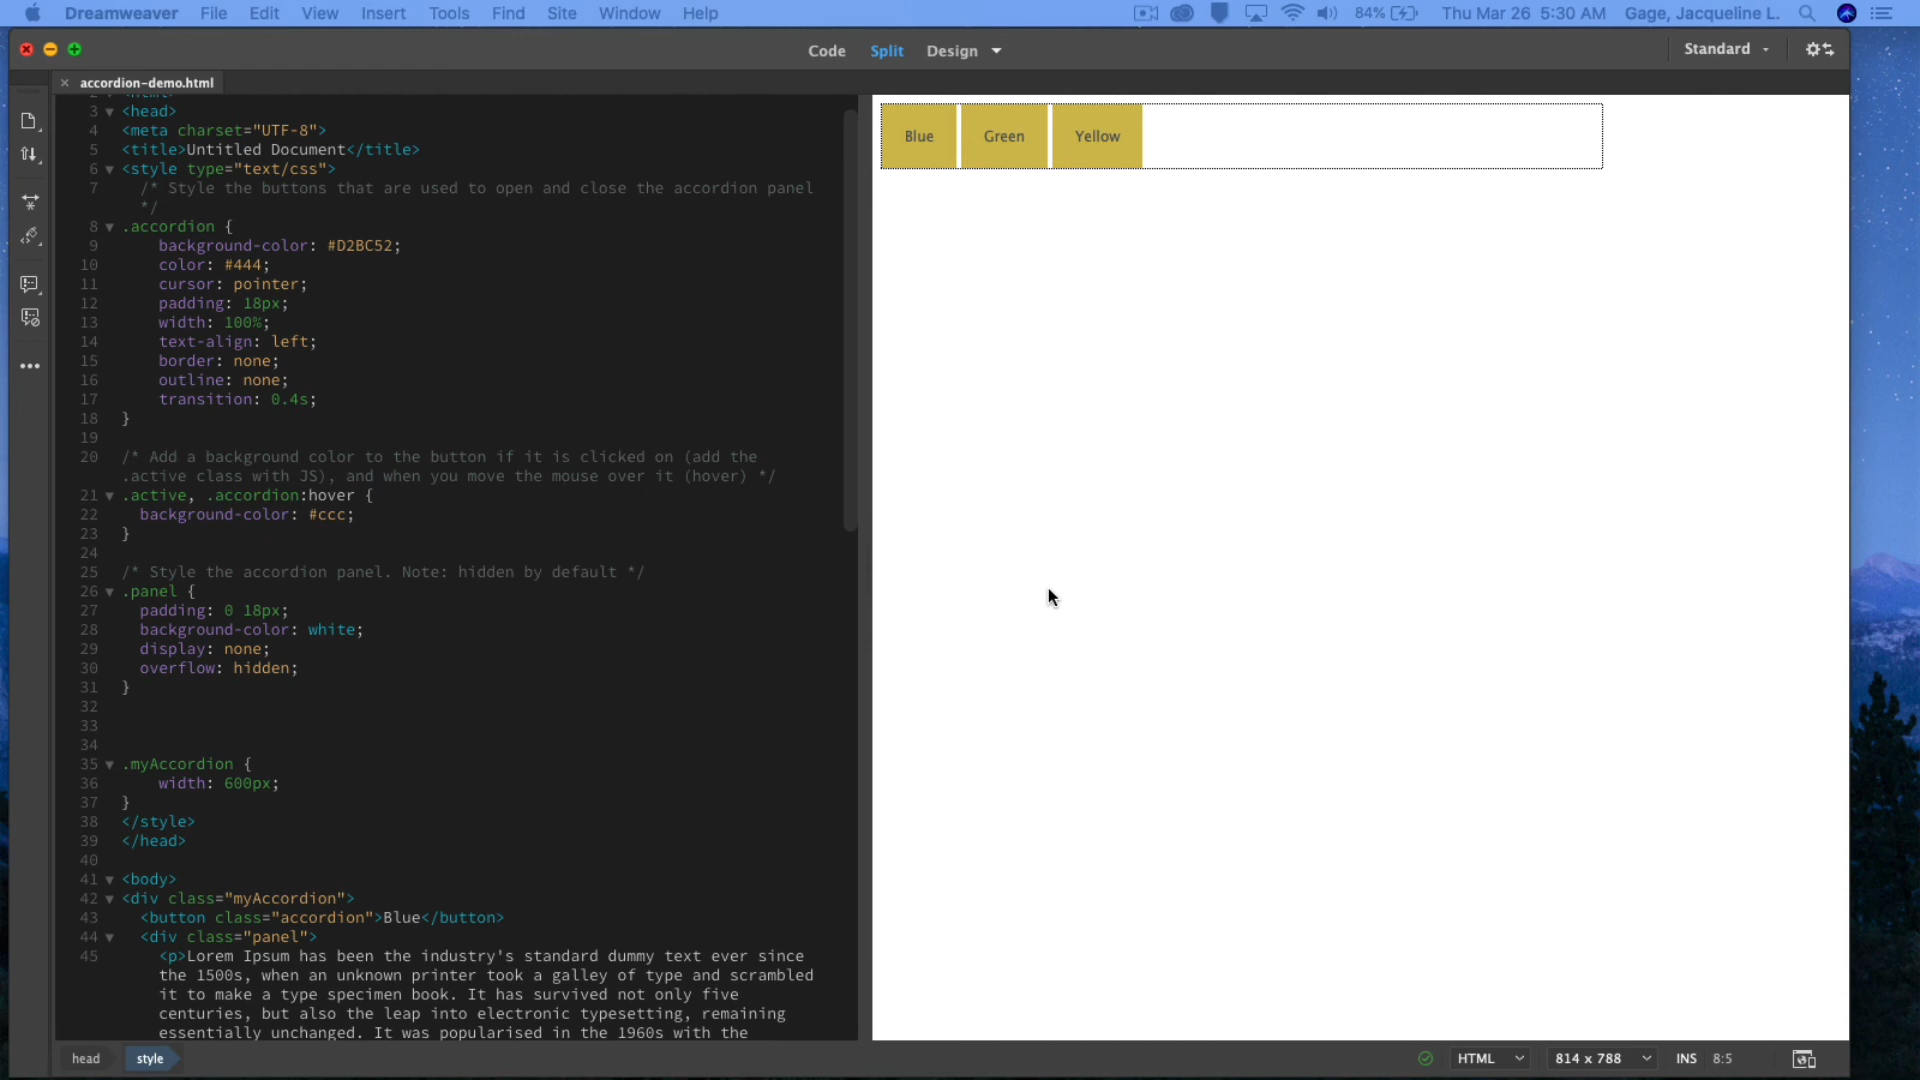 Dreamweaver File Edit View Insert Tools Find Site Window Help 84% Thu Mar 26 5:30 AM Gage, Jacqueline L.
Code Split Design Standard
accordion-demo.html
2 <html>
3 <head>
4 <meta charset="UTF-8">
5 <title>Untitled Document</title>
6 <style type="text/css">
7 /* Style the buttons that are used to open and close the accordion panel
*/
8 .accordion {
9 background-color: #D2BC52;
10 color: #444;
11 cursor: pointer;
12 padding: 18px;
13 width: 100%;
14 text-align: left;
15 border: none;
16 outline: none;
17 transition: 0.4s;
18 }
19
20 /* Add a background color to the button if it is clicked on (add the
.active class with JS), and when you move the mouse over it (hover) */
21 .active, .accordion:hover {
22 background-color: #ccc;
23 }
24
25 /* Style the accordion panel. Note: hidden by default */
26 .panel {
27 padding: 0 18px;
28 background-color: white;
29 display: none;
30 overflow: hidden;
31 }
32
33
34
35 .myAccordion {
36 width: 600px;
37 }
38 </style>
39 </head>
40
41 <body>
42 <div class="myAccordion">
43 <button class="accordion">Blue</button>
44 <div class="panel">
45 <p>Lorem Ipsum has been the industry's standard dummy text ever since
the 1500s, when an unknown printer took a galley of type and scrambled
it to make a type specimen book. It has survived not only five
centuries, but also the leap into electronic typesetting, remaining
essentially unchanged. It was popularised in the 1960s with the
Blue Green Yellow
head style
HTML 814 x 788 INS 8:5